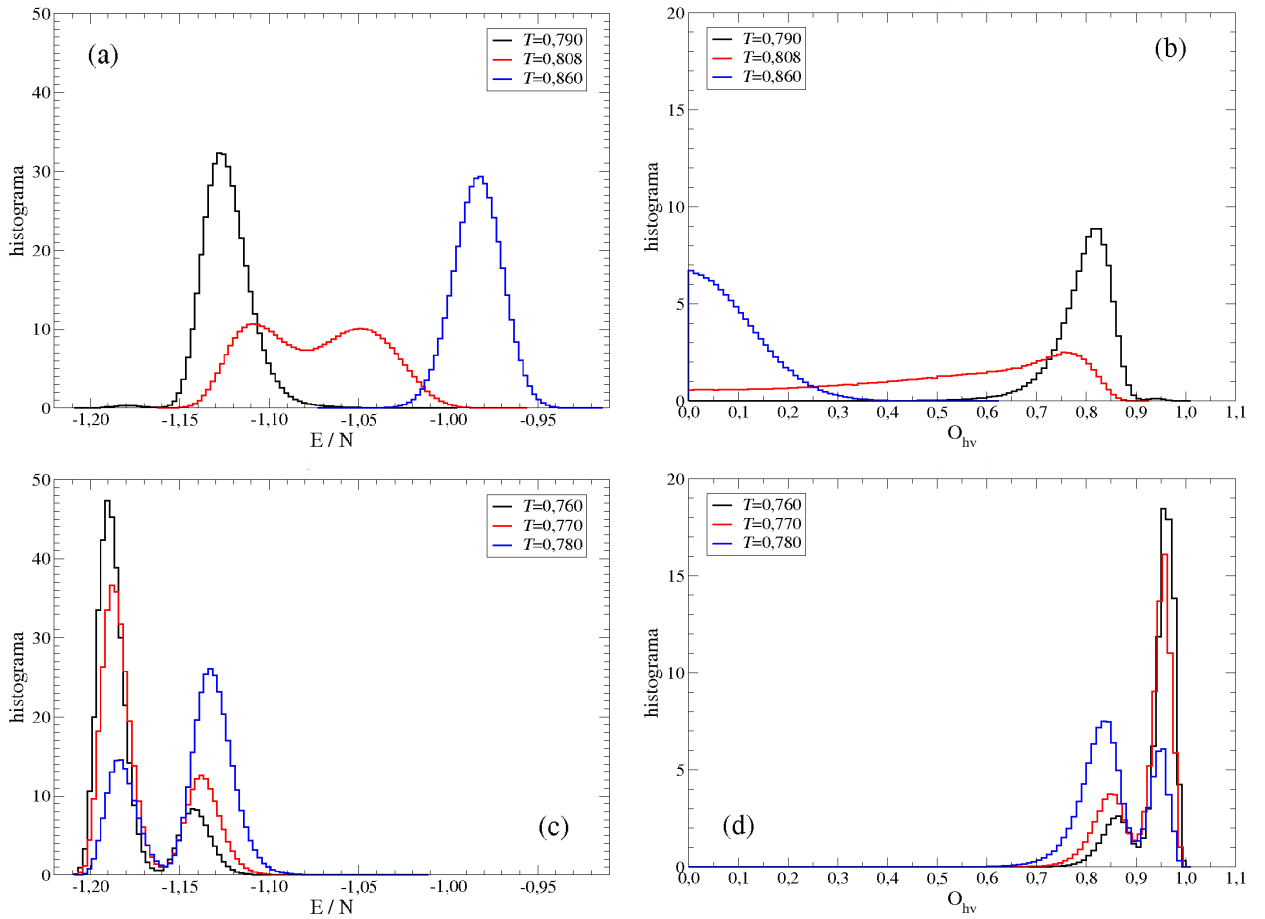 (a)
T=0,790
T=0,808
T=0,860
histograma
50
40
30
20
10
0
-1,20 -1,15 -1,10 -1,05 -1,00 -0,95
E / N
(b)
T=0,790
T=0,808
T=0,860
histograma
20
15
10
5
0
0,0 0,1 0,2 0,3 0,4 0,5 0,6 0,7 0,8 0,9 1,0 1,1
O_hv
(c)
T=0,760
T=0,770
T=0,780
histograma
50
40
30
20
10
0
-1,20 -1,15 -1,10 -1,05 -1,00 -0,95
E / N
(d)
T=0,760
T=0,770
T=0,780
histograma
20
15
10
5
0
0,0 0,1 0,2 0,3 0,4 0,5 0,6 0,7 0,8 0,9 1,0 1,1
O_hv